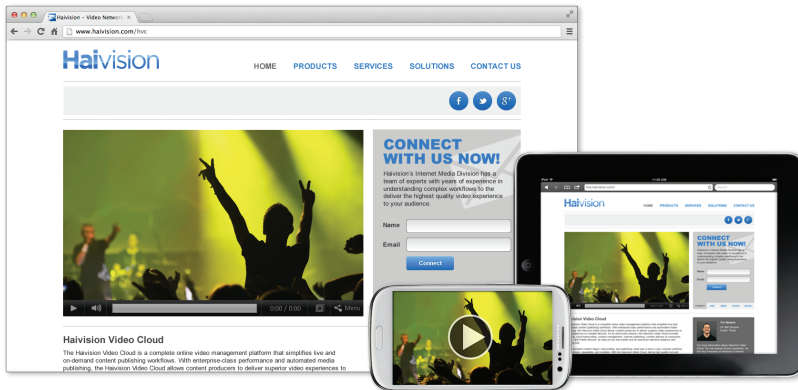 Haivision - Video Network
www.haivision.com/hvc
Haivision
HOME PRODUCTS SERVICES SOLUTIONS CONTACT US
f g+
CONNECT
WITH US NOW!
Haivision's Internet Media Division has a
team of experts with years of experience in
understanding complex workflows to the
deliver the highest quality video experience
to your audience.
Name
Email
Connect
0:00 / 0:00 Menu
Haivision Video Cloud
The Haivision Video Cloud is a complete online video management platform that simplifies live and
on-demand content publishing workflows. With enterprise-class performance and automated media
publishing, the Haivision Video Cloud allows content producers to deliver superior video experiences to
iPad
Haivision
HOME PRODUCTS SERVICES SOLUTIONS CONTACT US
CONNECT
WITH US NOW!
Name
Email
Connect